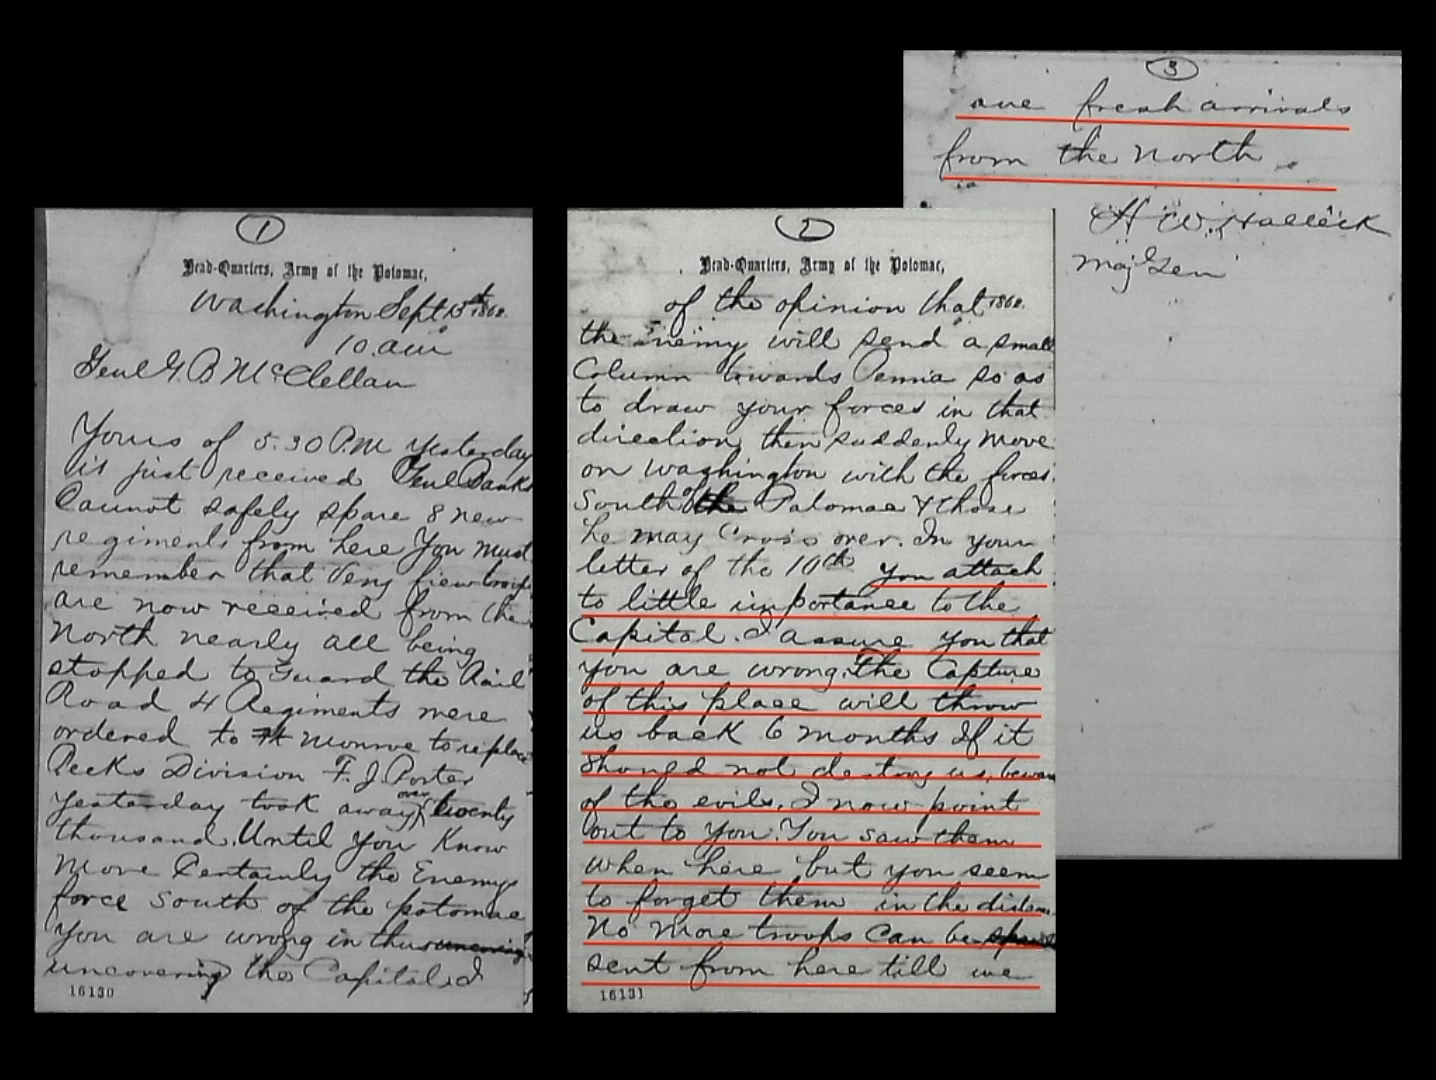 1
Head-Quarters, Army of the Potomac,
Washington Sept 13th 1862.
10. am
Genl G. B McClellan
Yours of 5.30 P.M yesterday
is just received Genl Banks
Cannot safely spare 8 new
regiments from here You must
remember that Very few troops
are now received from the
North nearly all being
stopped to Guard the Rail
Road 4 Regiments were
ordered to Ft Monroe to replace
Pecks Division F. J. Porter
yesterday took away over twenty
thousand. Until you Know
More Certainly the Enemys
force South of the potomac
you are wrong in thus uncovering
uncovering the Capital I
16130
2
Head-Quarters, Army of the Potomac,
of the opinion that 1862.
the enemy will send a small
Column towards Penna so as
to draw your forces in that
direction, then suddenly Move
on Washington with the forces
South of the Potomac & those
he may Cross over. In your
letter of the 10th you attach
to little importance to the
Capitol. I assure you that
you are wrong. The Capture
of this place will throw
us back 6 months If it
should not destroy us, beware
of the evils. I now point
out to You. You saw them
when here but you seem
to forget them in the distance
No More troops Can be
sent from here till we
16131
3
are fresh arrivals
from the North.
H W. Halleck
Maj Gen